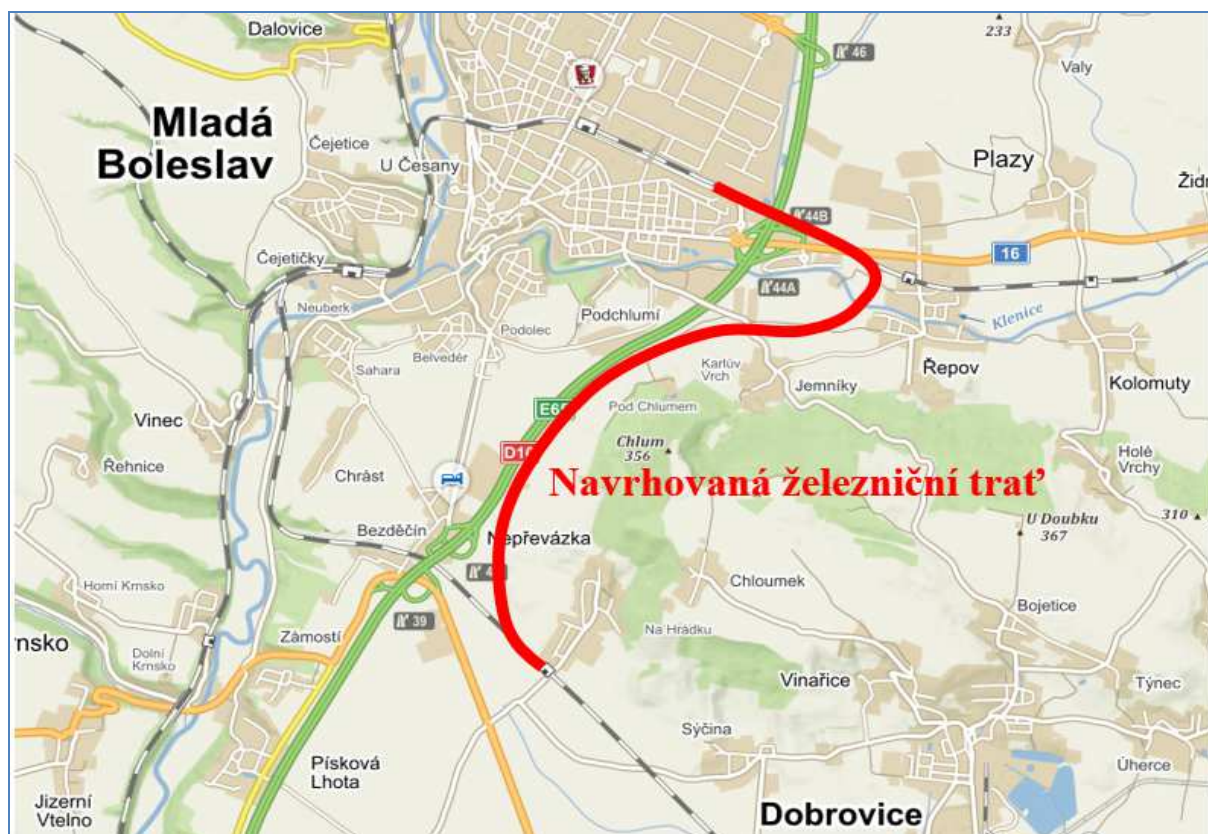 233
Dalovice
46
Valy
KFC
Mladá
Boleslav
Čejetice
U Česany
Plazy
44B
16
Čejetičky
44A
Neuberk
Podchlumí
Klenice
Podolec
Belvedér
Sahara
Karlův
Vrch
Jemníky
Řepov
Kolomuty
Vinec
E65
Pod Chlumem
Řehnice
Chlum
356
Holé
Vrchy
Chrást
Navrhovaná železniční trať
U Doubku
367
310
Bezděčín
Nepřevázka
Chloumek
Horní Krnsko
Bojetice
39
Zámostí
Na Hrádku
Dolní
Krnsko
Vinařice
Týnec
Sýčina
Písková
Lhota
Úherce
Jizerní
Vtelno
Dobrovice